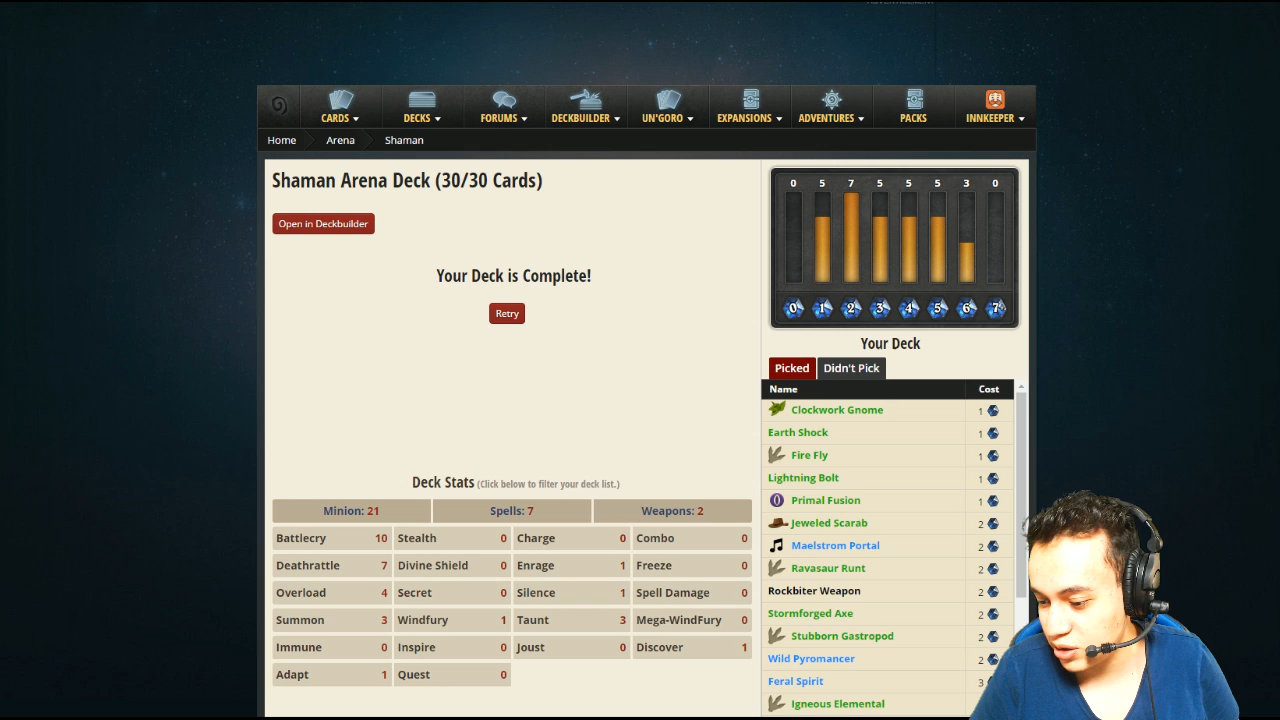 CARDS DECKS FORUMS DECKBUILDER UN'GORO EXPANSIONS ADVENTURES PACKS INNKEEPER
Home Arena Shaman
Shaman Arena Deck (30/30 Cards)
Open in Deckbuilder
Your Deck is Complete!
Retry
Deck Stats (Click below to filter your deck list.)
Minion: 21 Spells: 7 Weapons: 2
Battlecry 10 Stealth 0 Charge 0 Combo 0
Deathrattle 7 Divine Shield 0 Enrage 1 Freeze 0
Overload 4 Secret 0 Silence 1 Spell Damage 0
Summon 3 Windfury 1 Taunt 3 Mega-WindFury 0
Immune 0 Inspire 0 Joust 0 Discover 1
Adapt 1 Quest 0
0 5 7 5 5 5 3 0
0 1 2 3 4 5 6 7
Your Deck
Picked Didn't Pick
Name Cost
Clockwork Gnome 1
Earth Shock 1
Fire Fly 1
Lightning Bolt 1
Primal Fusion 1
Jeweled Scarab 2
Maelstrom Portal 2
Ravasaur Runt 2
Rockbiter Weapon 2
Stormforged Axe 2
Stubborn Gastropod 2
Wild Pyromancer 2
Feral Spirit 3
Igneous Elemental